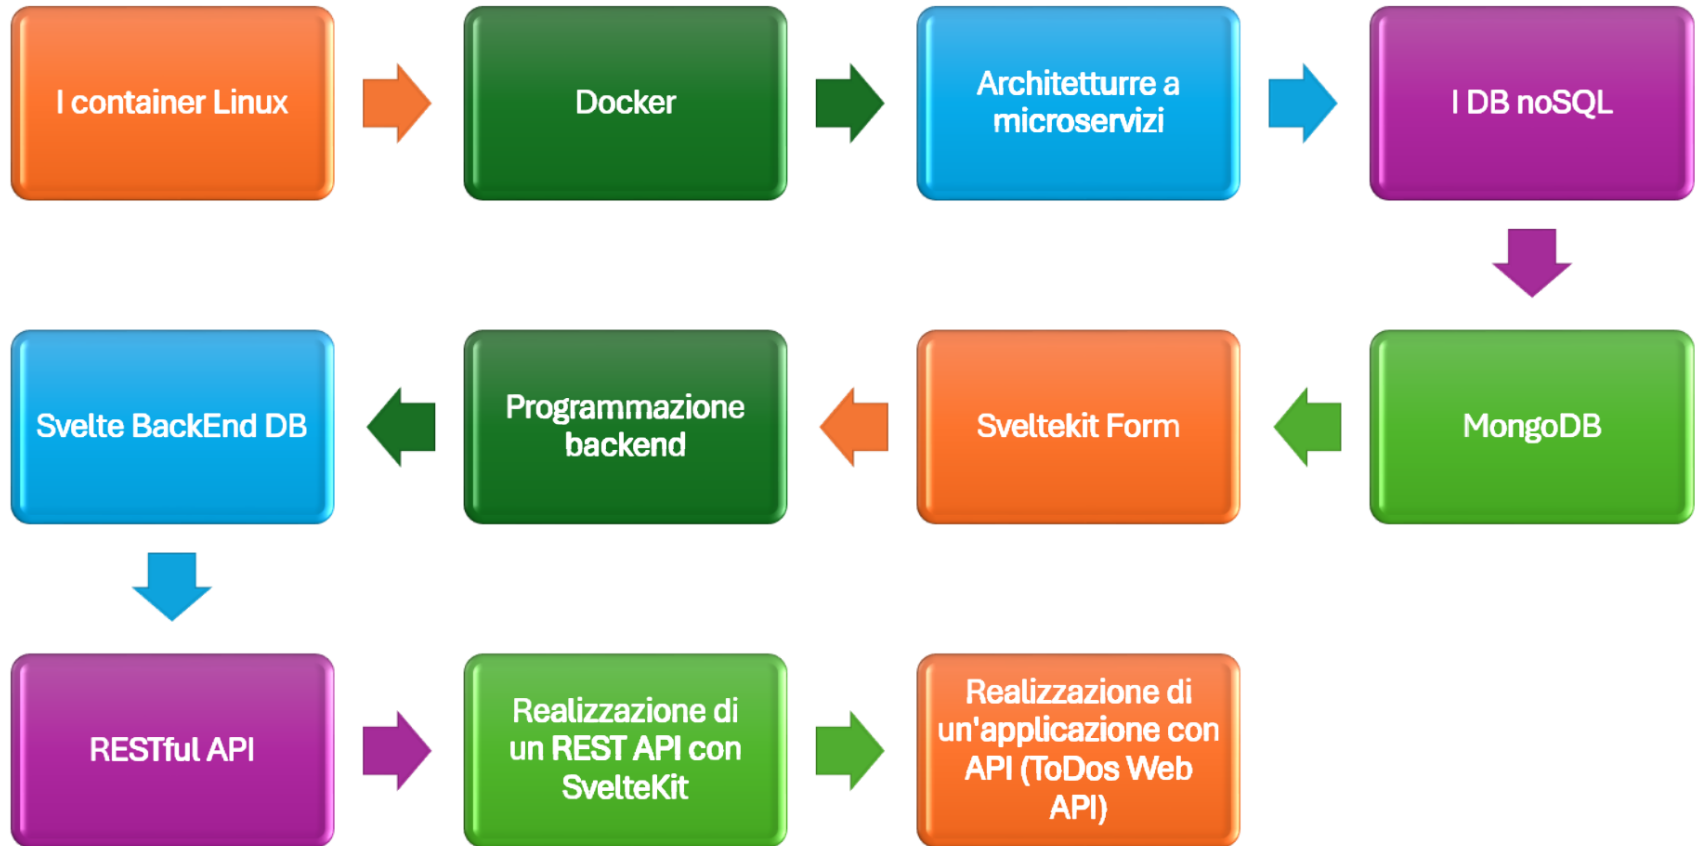 I container Linux
Docker
Architetturre a
microservizi
I DB noSQL
MongoDB
Sveltekit Form
Programmazione
backend
Svelte BackEnd DB
RESTful API
Realizzazione di
un REST API con
SvelteKit
Realizzazione di
un'applicazione con
API (ToDos Web
API)